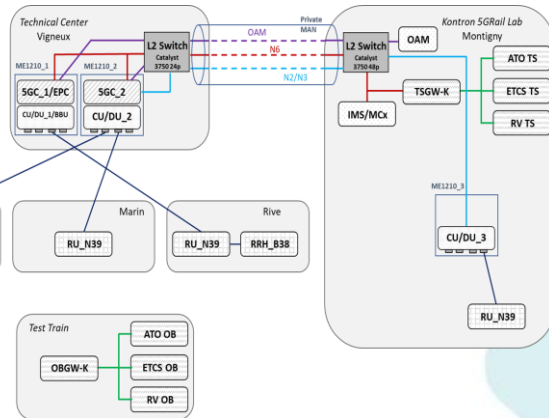 Technical Center
Vigneux
L2 Switch
Catalyst
3750 24p
ME1210_1
ME1210_2
5GC_1/EPC
CU/DU_1/BBU
5GC_2
CU/DU_2
Private
MAN
OAM
N6
N2/N3
Kontron 5GRail Lab
Montigny
L2 Switch
Catalyst
3750 48p
OAM
IMS/MCx
TSGW-K
ATO TS
ETCS TS
RV TS
ME1210_3
CU/DU_3
RU_N39
Marin
RU_N39
Rive
RU_N39
RRH_B38
Test Train
OBGW-K
ATO OB
ETCS OB
RV OB